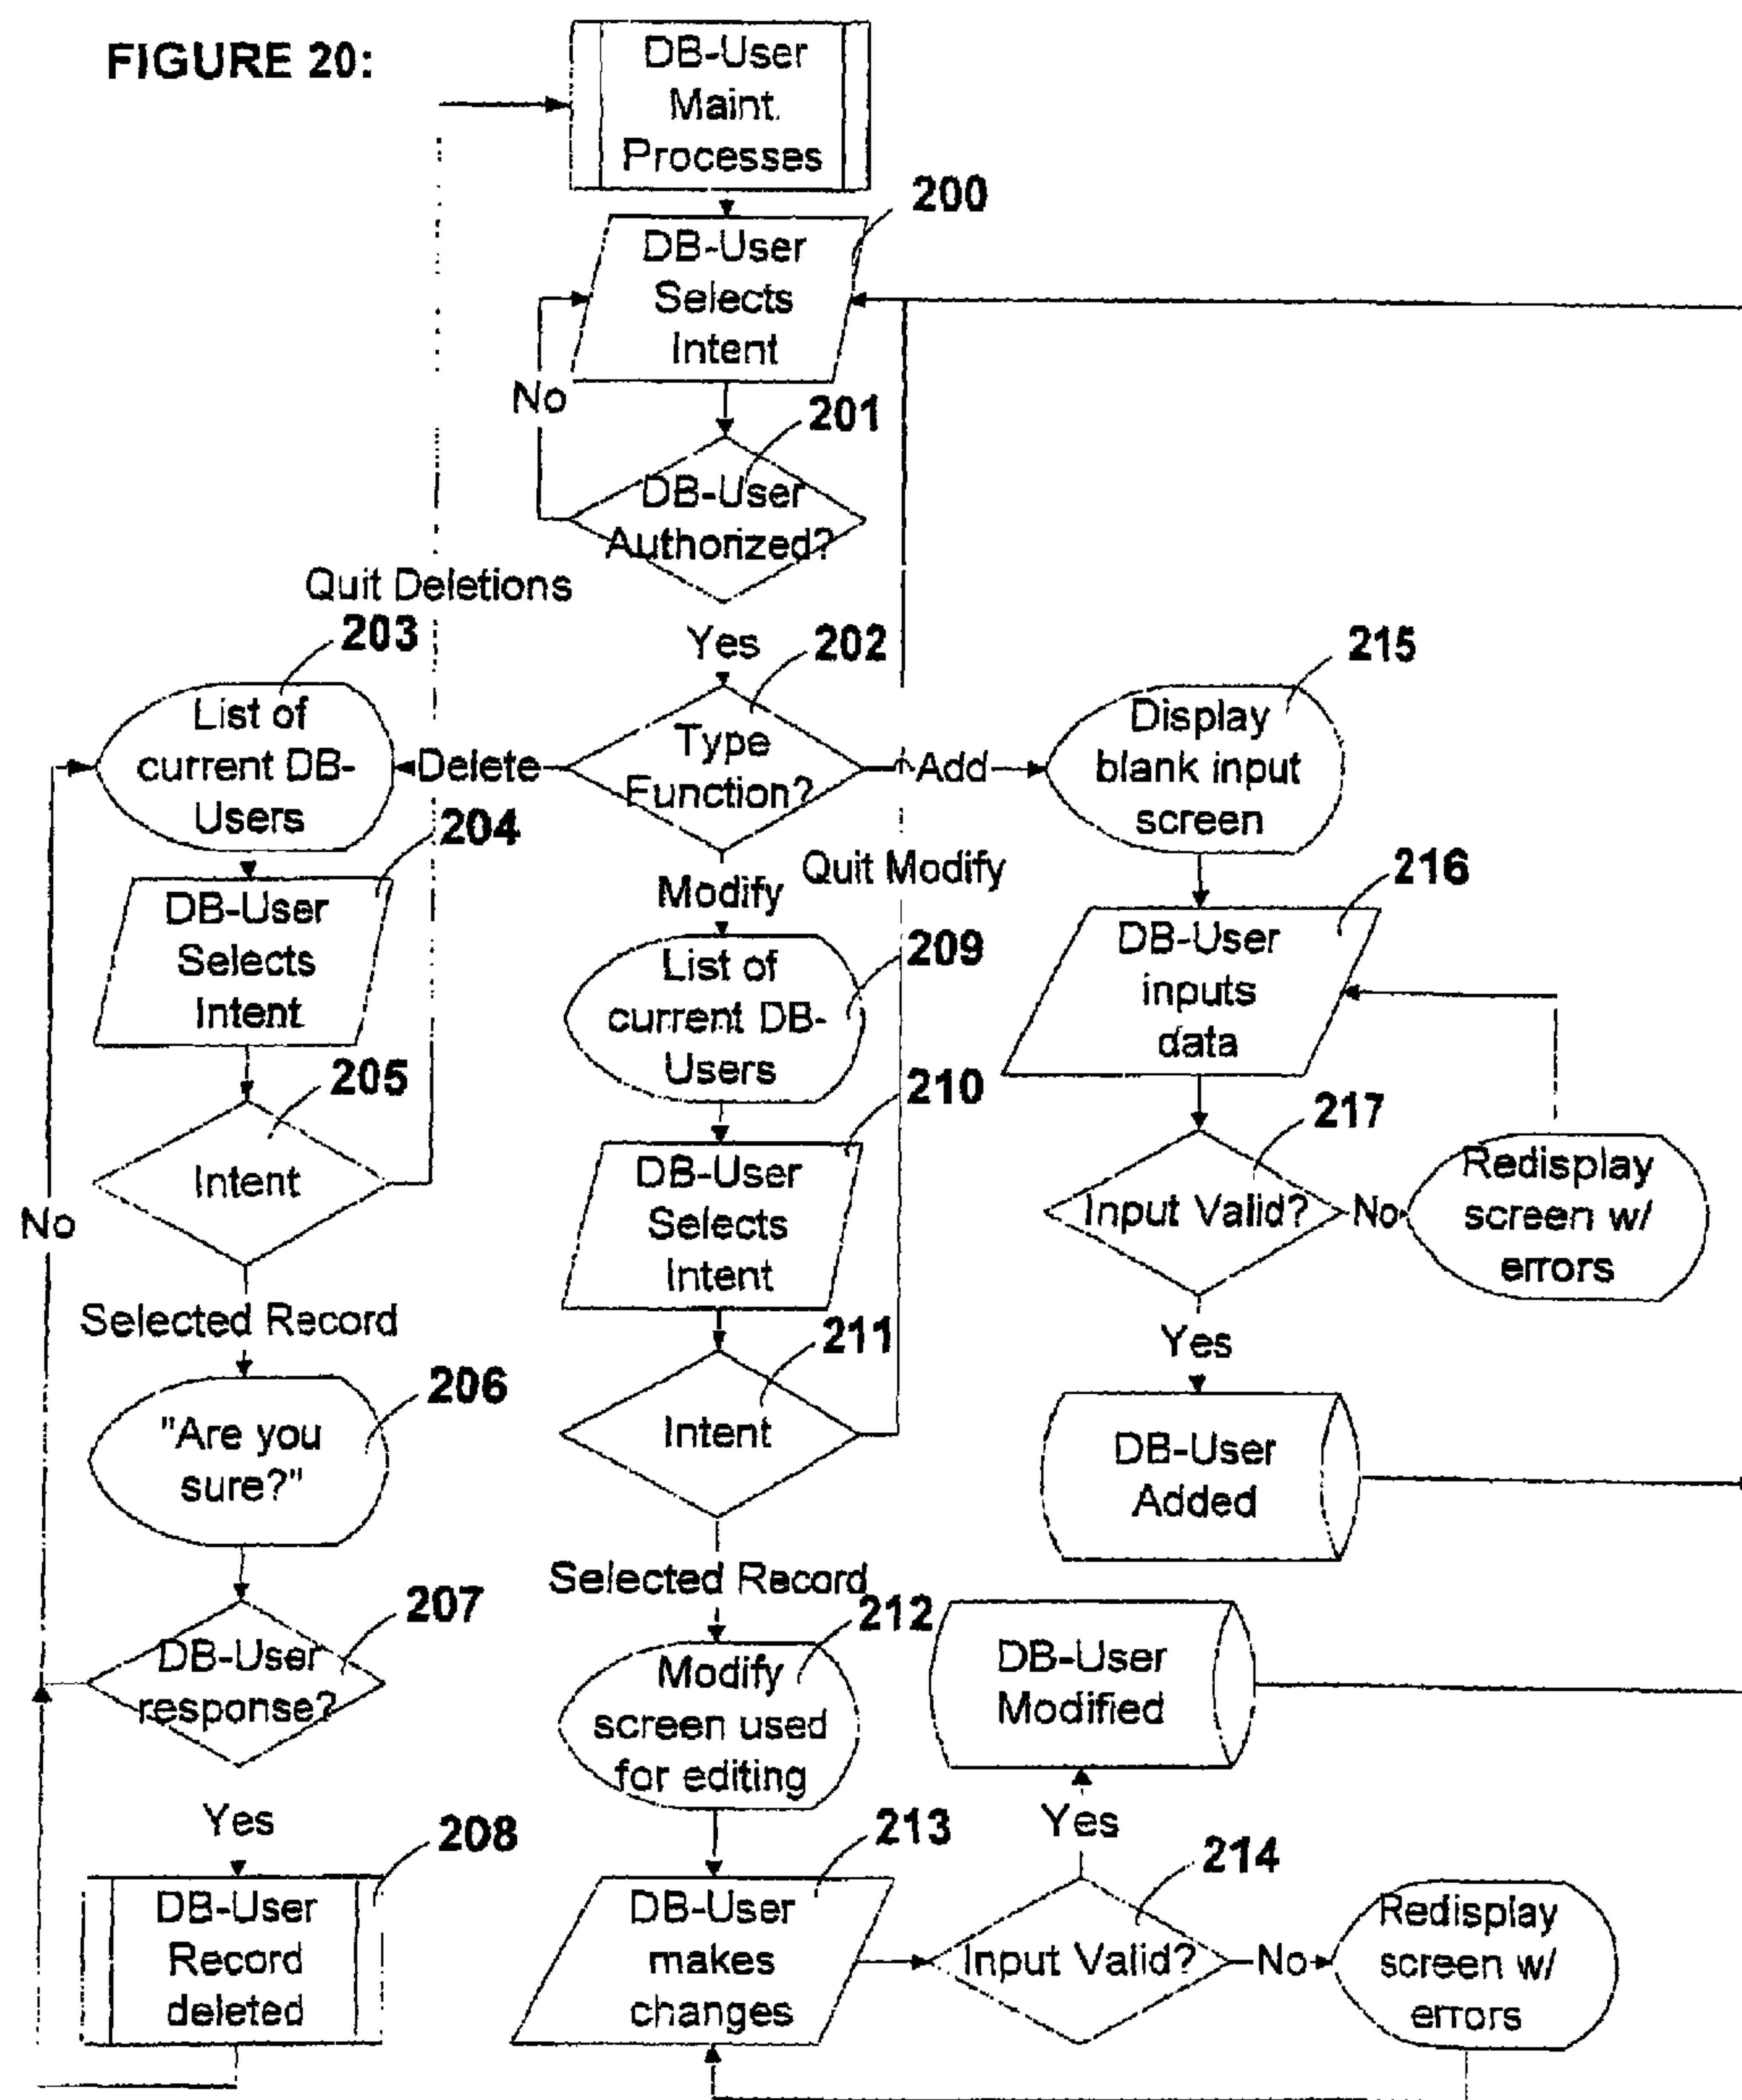 FIGURE 20:
DB-User
Maint.
Processes
200
DB-User
Selects
Intent
No
201
DB-User
Authorized?
Quit Deletions
203
Yes
202
215
List of
current DB-
Users
Delete
Type
Function?
Add
Display
blank input
screen
204
DB-User
Selects
Intent
Modify
Quit Modify
216
DB-User
inputs
data
209
List of
current DB-
Users
205
Intent
No
210
DB-User
Selects
Intent
217
Input Valid?
No
Redisplay
screen w/
errors
Selected Record
211
Intent
Yes
206
"Are you
sure?"
DB-User
Added
Selected Record
207
DB-User
response?
212
Modify
screen used
for editing
DB-User
Modified
Yes
208
DB-User
Record
deleted
213
DB-User
makes
changes
Yes
214
Input Valid?
No
Redisplay
screen w/
errors